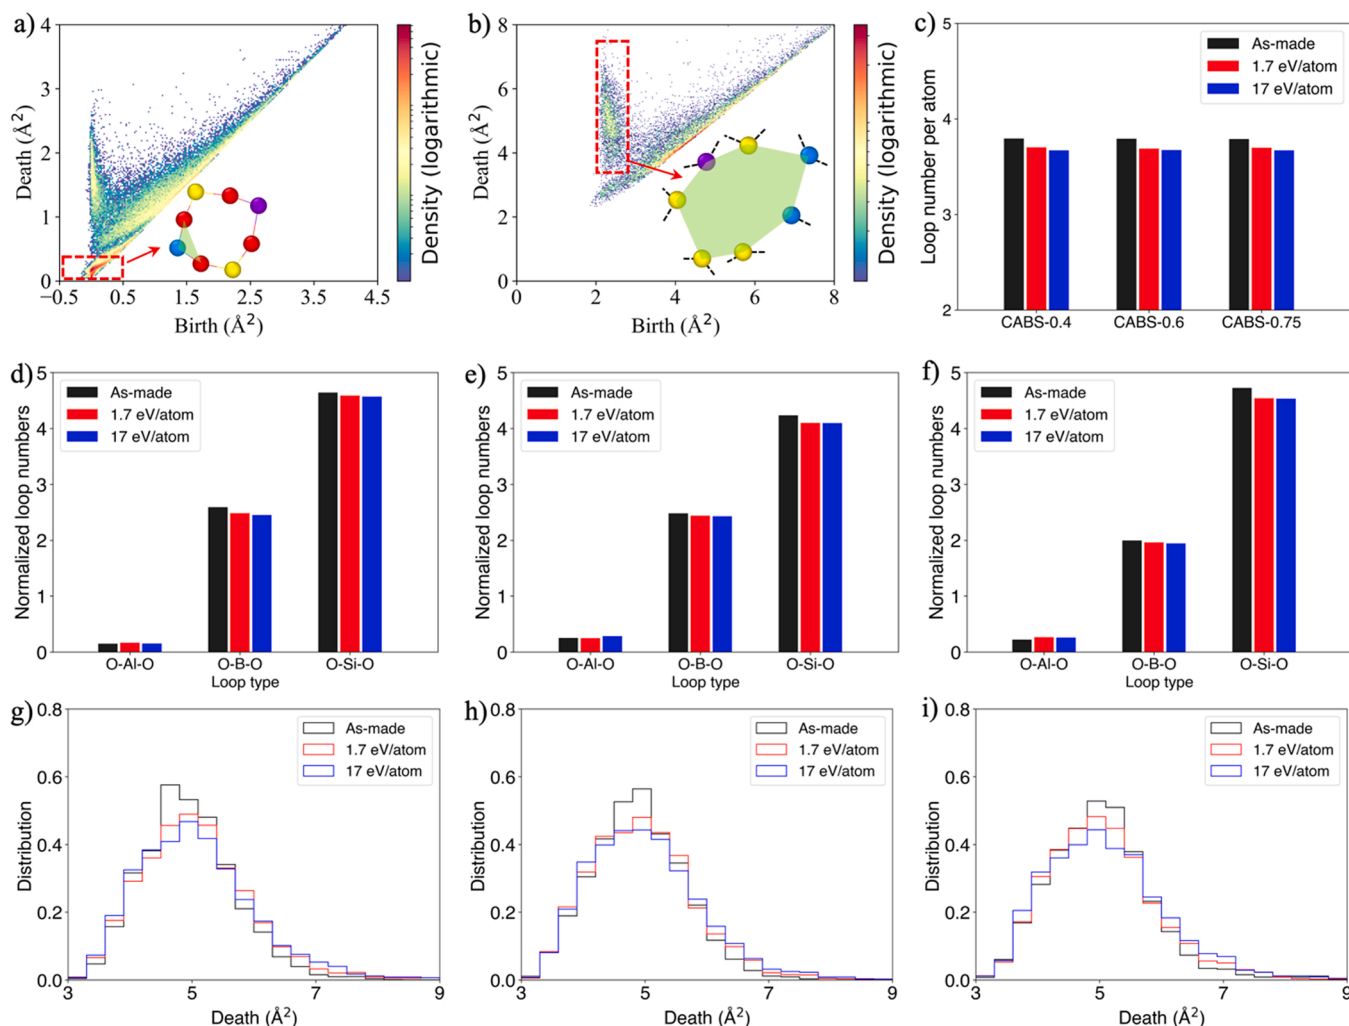 a)
4
3
2
1
0
−0.5
0.5
1.5
2.5
3.5
4.5
Death (Å²)
Birth (Å²)
Density (logarithmic)
b)
8
6
4
2
0
0
2
4
6
8
Death (Å²)
Birth (Å²)
Density (logarithmic)
c)
5
4
3
2
Loop number per atom
As-made
1.7 eV/atom
17 eV/atom
CABS-0.4
CABS-0.6
CABS-0.75
d)
5
4
3
2
1
0
Normalized loop numbers
As-made
1.7 eV/atom
17 eV/atom
O-Al-O
O-B-O
O-Si-O
Loop type
e)
5
4
3
2
1
0
Normalized loop numbers
As-made
1.7 eV/atom
17 eV/atom
O-Al-O
O-B-O
O-Si-O
Loop type
f)
5
4
3
2
1
0
Normalized loop numbers
As-made
1.7 eV/atom
17 eV/atom
O-Al-O
O-B-O
O-Si-O
Loop type
g)
0.8
0.6
0.4
0.2
0.0
Distribution
As-made
1.7 eV/atom
17 eV/atom
3
5
7
9
Death (Å²)
h)
0.8
0.6
0.4
0.2
0.0
Distribution
As-made
1.7 eV/atom
17 eV/atom
3
5
7
9
Death (Å²)
i)
0.8
0.6
0.4
0.2
0.0
Distribution
As-made
1.7 eV/atom
17 eV/atom
3
5
7
9
Death (Å²)